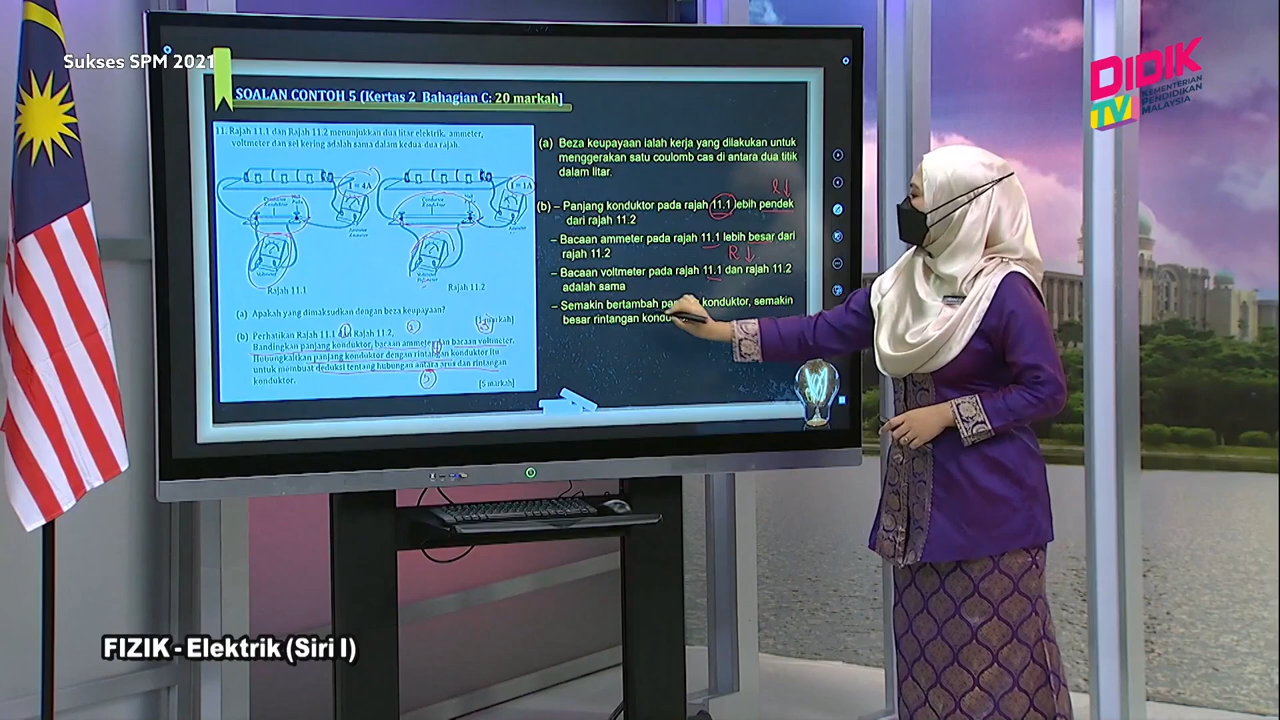 Sukses SPM 2021
DIDIK
TV
KEMENTERIAN
PENDIDIKAN
MALAYSIA
SOALAN CONTOH 5 (Kertas 2 Bahagian C: 20 markah]
11. Rajah 11.1 dan Rajah 11.2 menunjukkan dua litar elektrik, ammeter,
voltmeter dan sel kering adalah sama dalam kedua-dua rajah.
I = 4A
I = 1A
Konduktor
Ammeter
Voltmeter
Rajah 11.1
Rajah 11.2
(a) Apakah yang dimaksudkan dengan beza keupayaan?
[1 markah]
(b) Perhatikan Rajah 11.1 Rajah 11.2,
Bandingkan panjang konduktor, bacaan ammeter dan bacaan voltmeter.
Hubungkaitkan panjang konduktor dengan rintangan konduktor itu
untuk membuat deduksi tentang hubungan antara arus dan rintangan
konduktor.
[5 markah]
(a) Beza keupayaan ialah kerja yang dilakukan untuk
menggerakan satu coulomb cas di antara dua titik
dalam litar.
l↓
(b) – Panjang konduktor pada rajah 11.1 lebih pendek
dari rajah 11.2
– Bacaan ammeter pada rajah 11.1 lebih besar dari
rajah 11.2
R↓
– Bacaan voltmeter pada rajah 11.1 dan rajah 11.2
adalah sama
– Semakin bertambah konduktor, semakin
besar rintangan
FIZIK - Elektrik (Siri I)